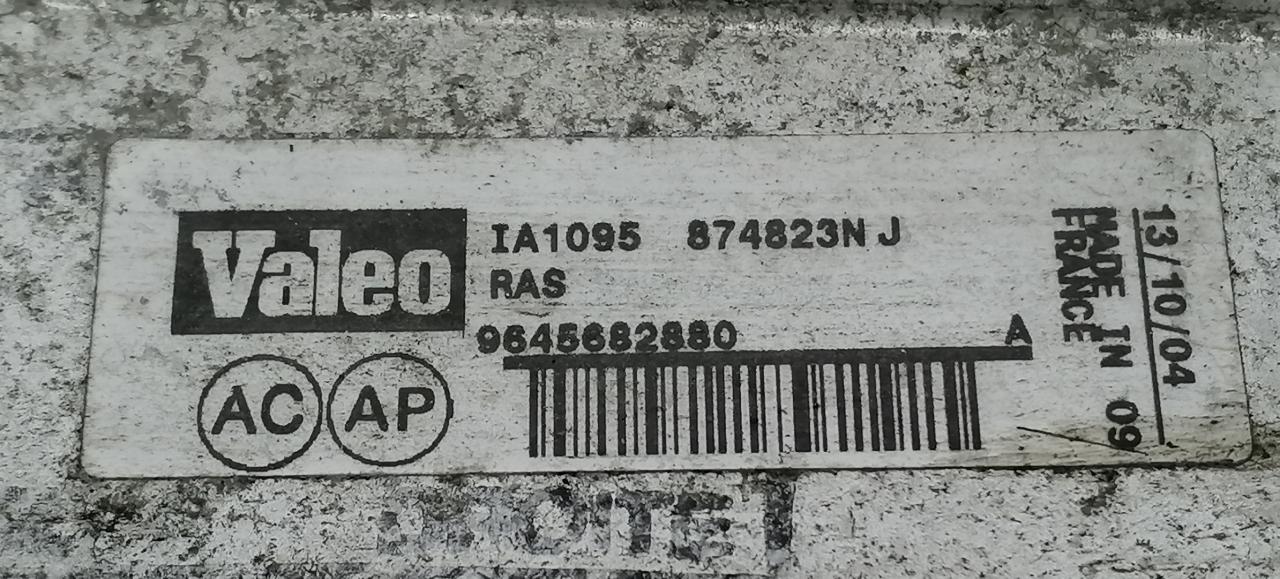 Valeo
IA1095 874823N J
RAS
9645682880 A
AC AP
13/10/04
MADE IN 09
FRANCE